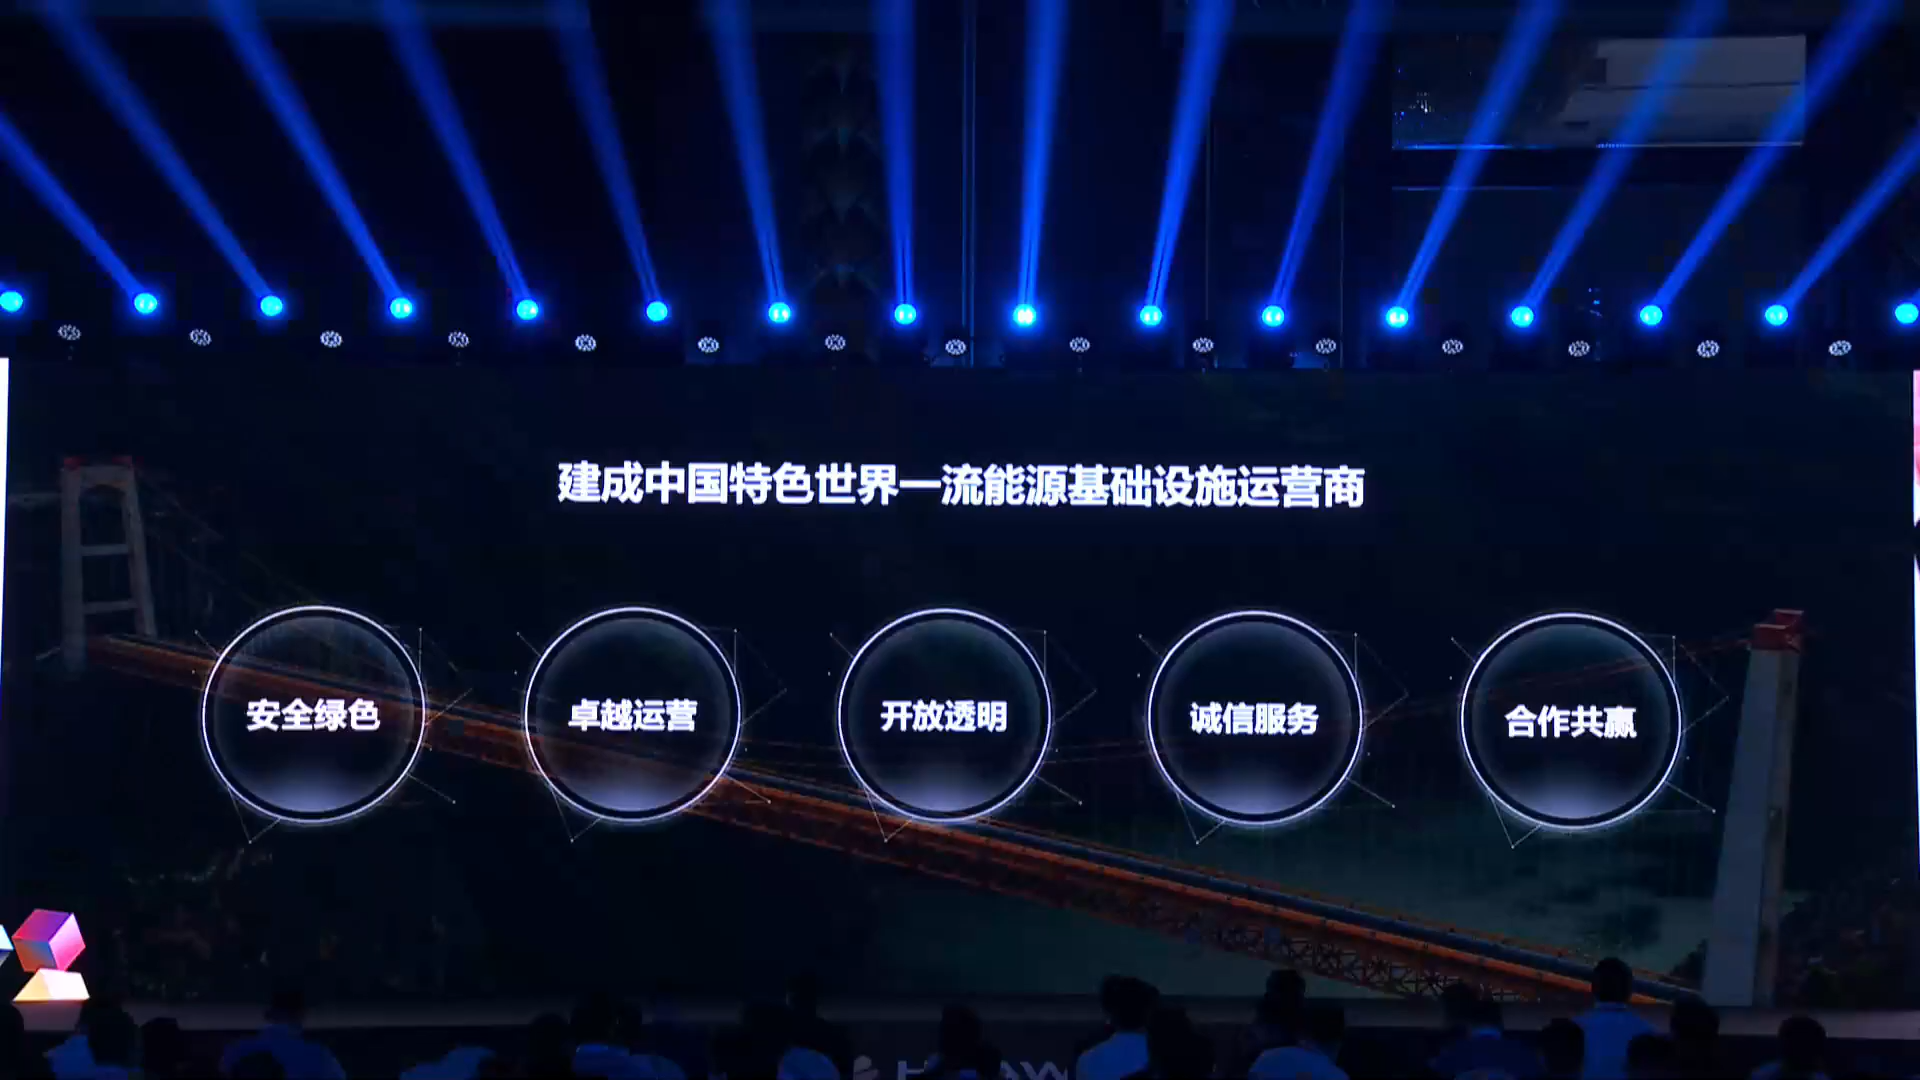 建成中国特色世界一流能源基础设施运营商
安全绿色
卓越运营
开放透明
诚信服务
合作共赢